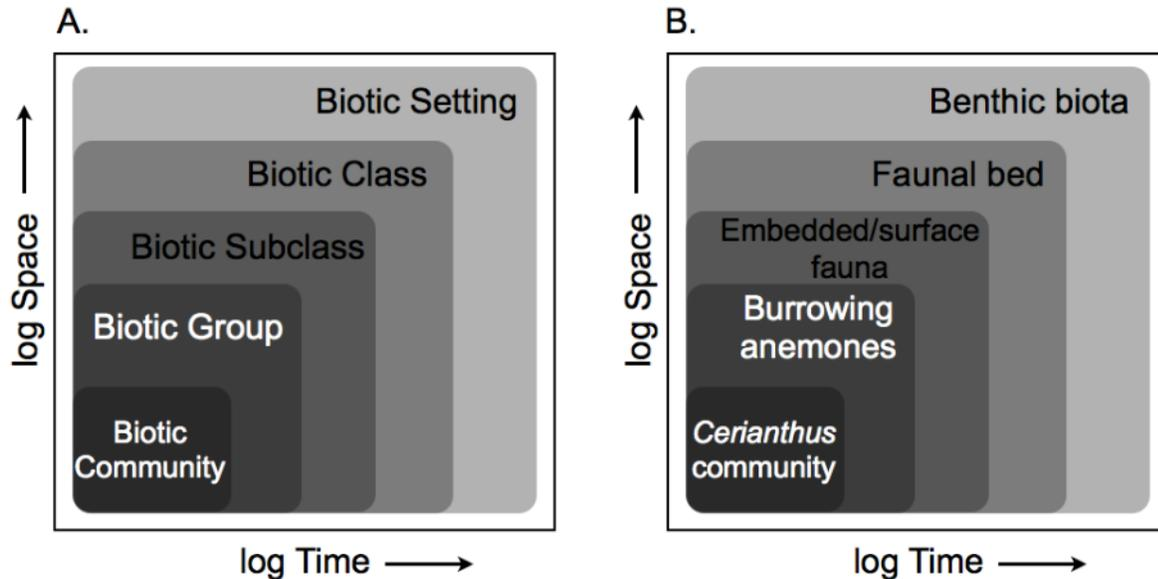 A.
Biotic Setting
Biotic Class
Biotic Subclass
Biotic Group
Biotic
Community
log Space
log Time
B.
Benthic biota
Faunal bed
Embedded/surface
fauna
Burrowing
anemones
Cerianthus
community
log Space
log Time